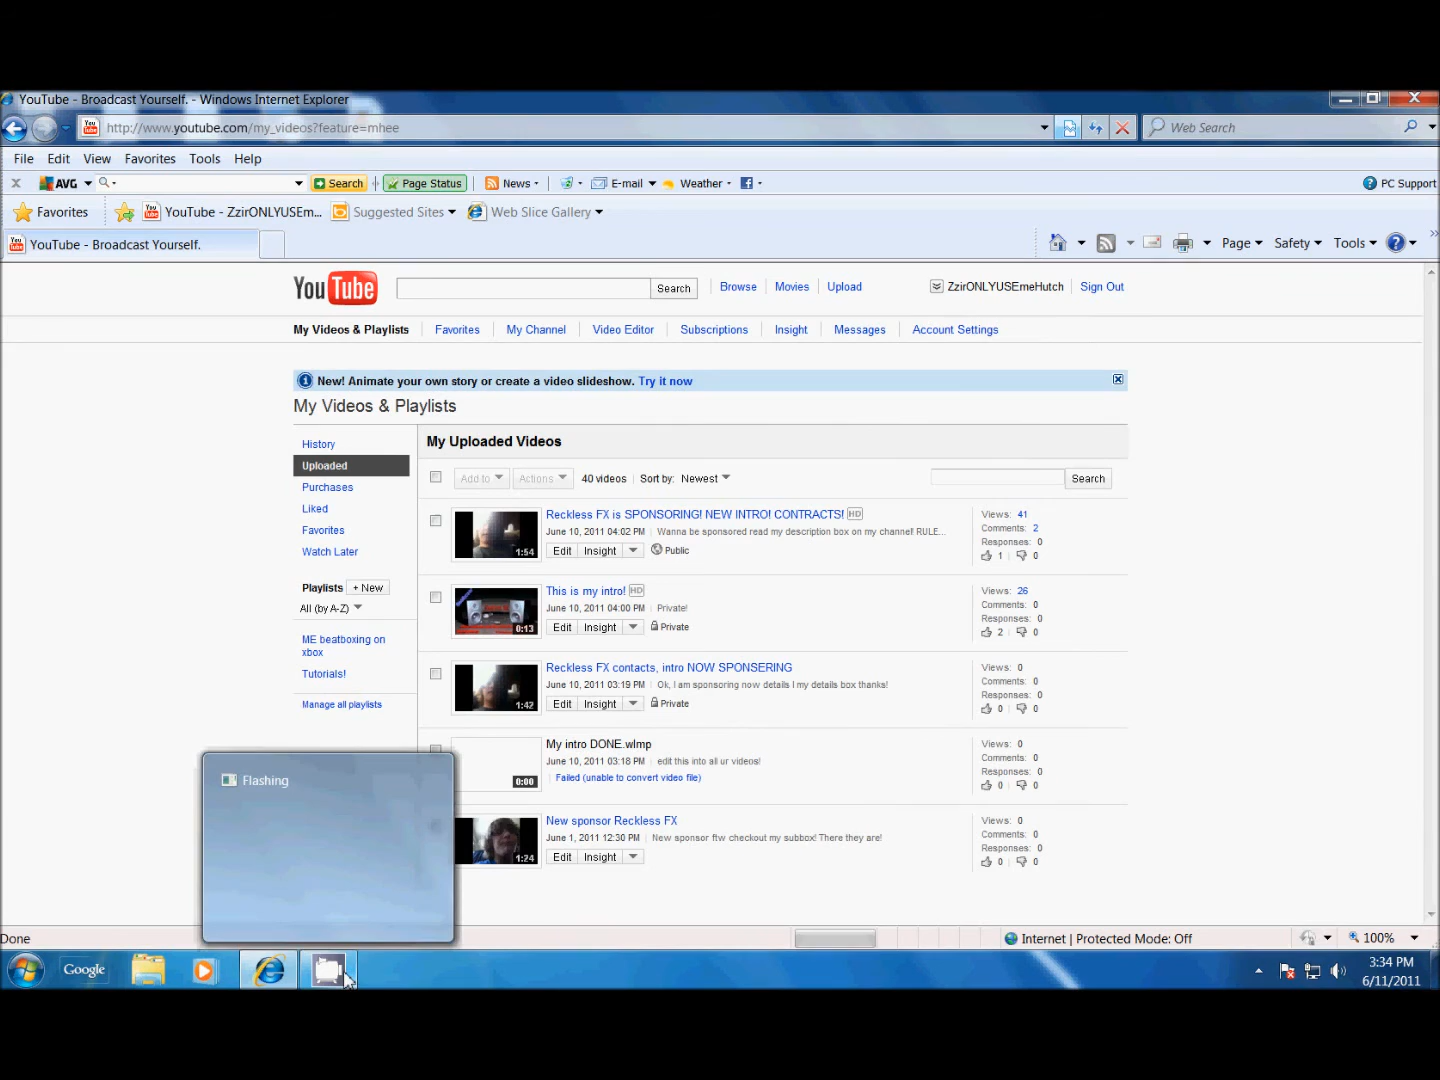 YouTube - Broadcast Yourself. - Windows Internet Explorer
http://www.youtube.com/my_videos?feature=mhee
Web Search
File Edit View Favorites Tools Help
x AVG Search Page Status News E-mail Weather PC Support
Favorites YouTube - ZzirONLYUSEm... Suggested Sites Web Slice Gallery
YouTube - Broadcast Yourself. Page Safety Tools
YouTube Search Browse Movies Upload ZzirONLYUSEmeHutch Sign Out
My Videos & Playlists Favorites My Channel Video Editor Subscriptions Insight Messages Account Settings
New! Animate your own story or create a video slideshow. Try it now
My Videos & Playlists
History
Uploaded
Purchases
Liked
Favorites
Watch Later
Playlists + New
All (by A-Z)
ME beatboxing on
xbox
Tutorials!
Manage all playlists
My Uploaded Videos
Add to Actions 40 videos Sort by: Newest Search
Reckless FX is SPONSORING! NEW INTRO! CONTRACTS! HD
June 10, 2011 04:02 PM Wanna be sponsored read my description box on my channel! RULE...
1:54 Edit Insight Public
Views: 41
Comments: 2
Responses: 0
1 0
This is my intro! HD
June 10, 2011 04:00 PM Private!
0:13 Edit Insight Private
Views: 26
Comments: 0
Responses: 0
2 0
Reckless FX contacts, intro NOW SPONSERING
June 10, 2011 03:19 PM Ok, I am sponsoring now details I my details box thanks!
1:42 Edit Insight Private
Views: 0
Comments: 0
Responses: 0
0 0
My intro DONE.wlmp
June 10, 2011 03:18 PM edit this into all ur videos!
0:00 Failed (unable to convert video file)
Views: 0
Comments: 0
Responses: 0
0 0
New sponsor Reckless FX
June 1, 2011 12:30 PM New sponsor ftw checkout my subbox! There they are!
1:24 Edit Insight
Views: 0
Comments: 0
Responses: 0
0 0
Flashing
Done Internet | Protected Mode: Off 100%
Google
3:34 PM
6/11/2011